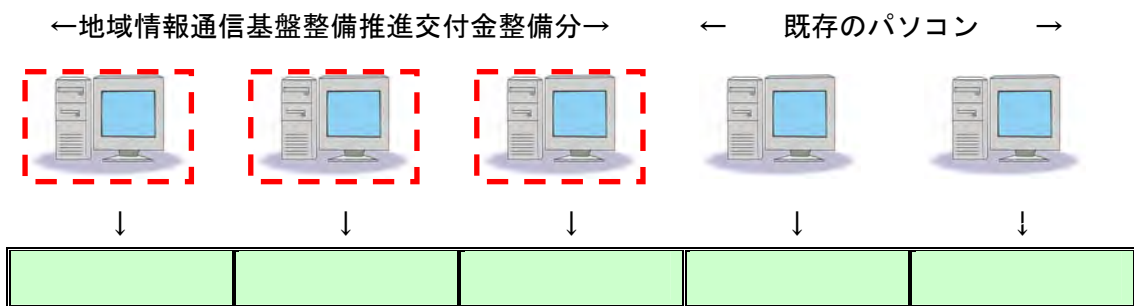 ←地域情報通信基盤整備推進交付金整備分→ ← 既存のパソコン →
↓ ↓ ↓ ↓ ↓